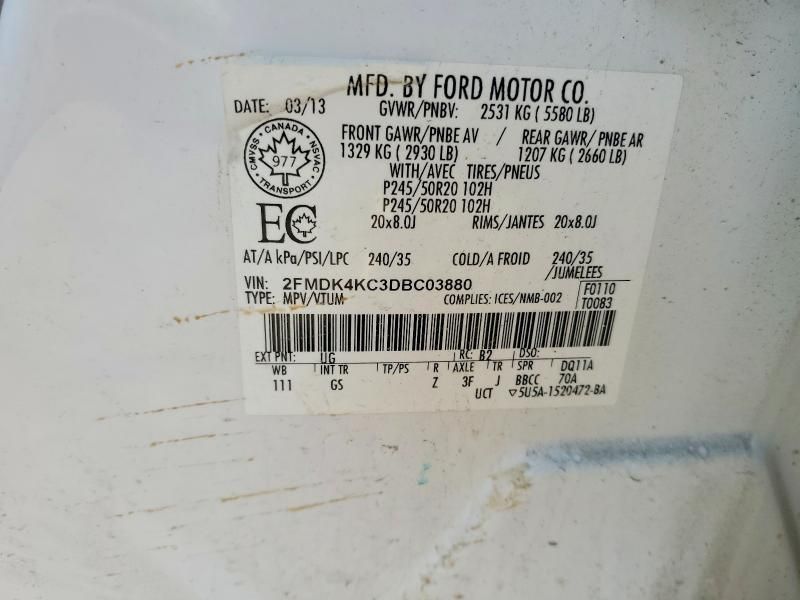 MFD. BY FORD MOTOR CO.
DATE: 03/13
GVWR/PNBV: 2531 KG ( 5580 LB)
FRONT GAWR/PNBE AV / REAR GAWR/ PNBE AR
1329 KG ( 2930 LB) 1207 KG ( 2660 LB)
WITH/AVEC TIRES/PNEUS
P245/50R20 102H
P245/50R20 102H
20x8.0J RIMS/JANTES 20x8.0J
CANADA
CMVSS 977 NSVAC
TRANSPORT
EC
AT/A kPa/PSI/LPC 240/35 COLD/A FROID 240/35
/JUMELEES
VIN: 2FMDK4KC3DBC03880
TYPE: MPV/VTUM COMPLIES: ICES/NMB-002
F0110
T0083
EXT PNT: UG RC: B2 DSO:
WB INT TR TP/PS R AXLE TR SPR DQ11A
111 GS Z 3F J BBCC 70A
UCT ▽5U5A-1520472-BA